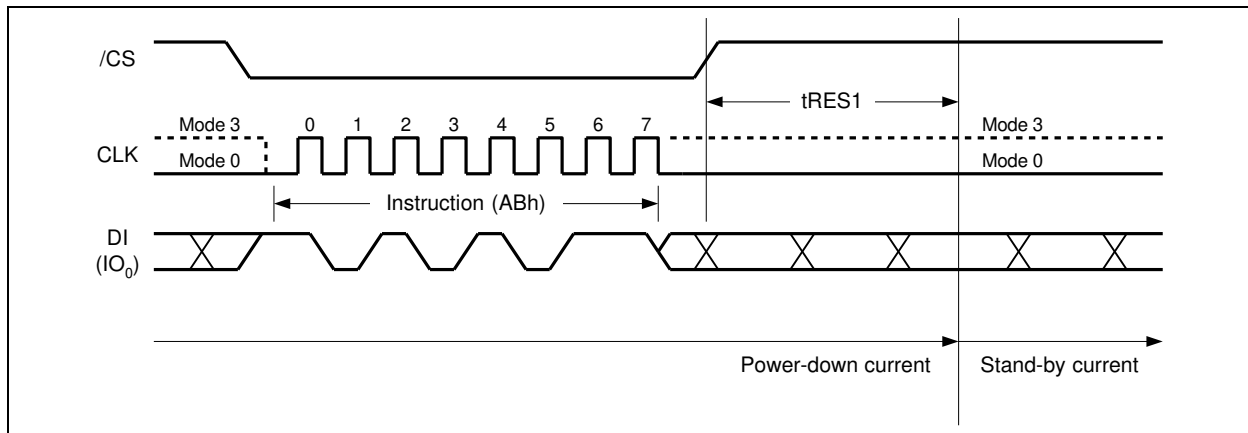 /CS
tRES1
Mode 3 0 1 2 3 4 5 6 7 Mode 3
CLK
Mode 0 Mode 0
Instruction (ABh)
DI
(IO0)
Power-down current Stand-by current